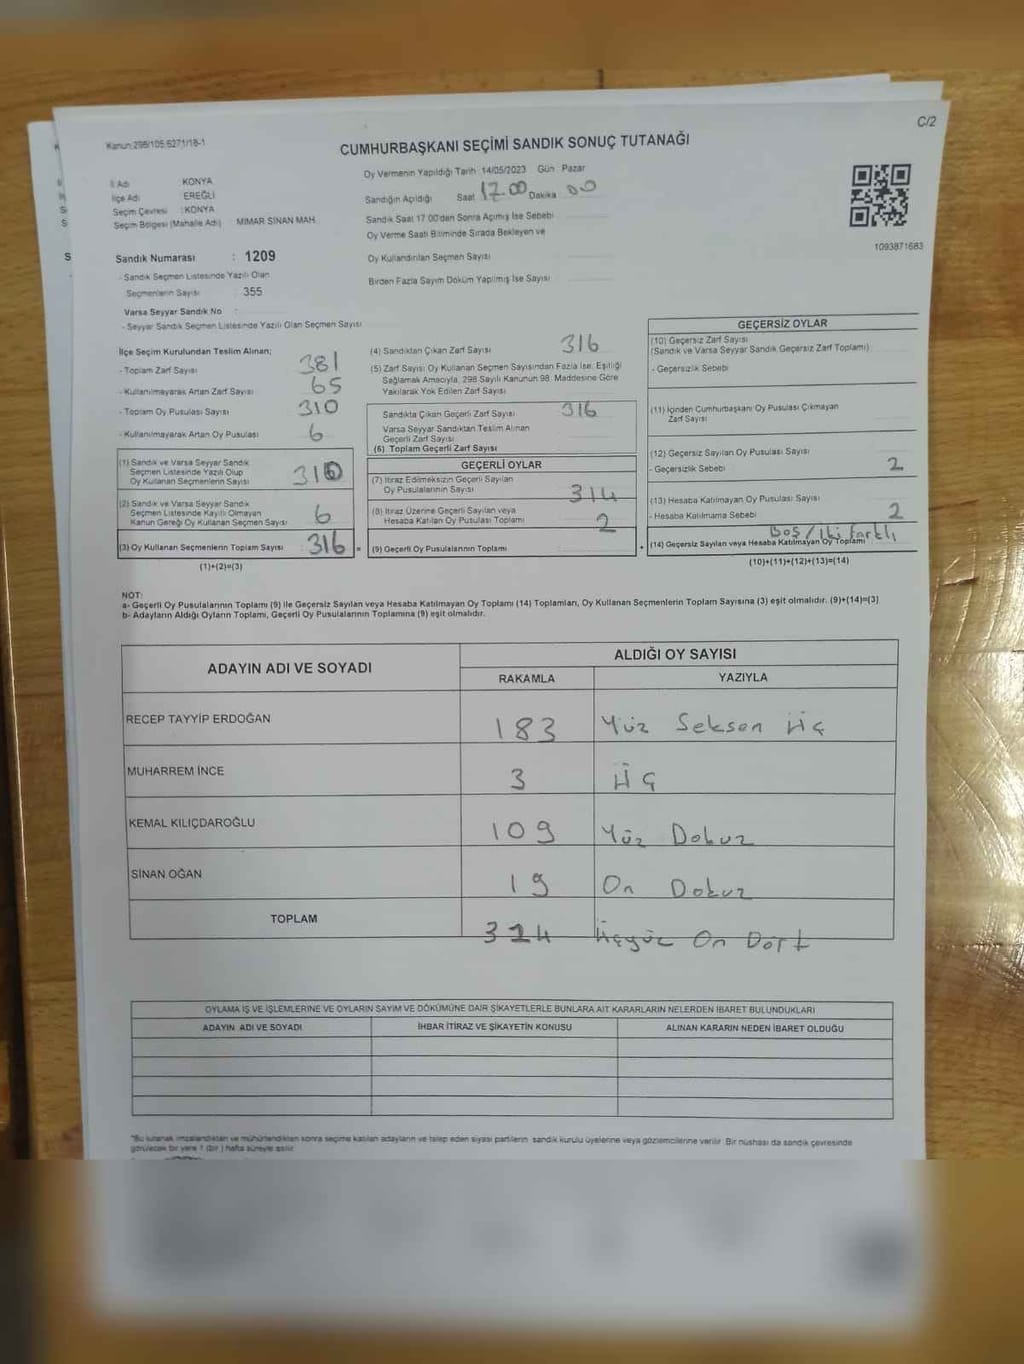 C/2
Kanun 298/105,6271/18-1
CUMHURBAŞKANI SEÇİMİ SANDIK SONUÇ TUTANAĞI
İl Adı KONYA
İlçe Adı EREĞLİ
Seçim Çevresi : KONYA
Seçim Bölgesi (Mahalle Adı) MİMAR SİNAN MAH.
Sandık Numarası : 1209
- Sandık Seçmen Listesinde Yazılı Olan
Seçmenlerin Sayısı : 355
Varsa Seyyar Sandık No
- Seyyar Sandık Seçmen Listesinde Yazılı Olan Seçmen Sayısı
Oy Vermenin Yapıldığı Tarih 14/05/2023 Gün Pazar
Sandığın Açıldığı Saat 17.00 Dakika 00
Sandık Saat 17.00'den Sonra Açılmış İse Sebebi
Oy Verme Saati Bitiminde Sırada Bekleyen ve
Oy Kullandırılan Seçmen Sayısı
Birden Fazla Sayım Döküm Yapılmış İse Sayısı
1093871683
İlçe Seçim Kurulundan Teslim Alınan;
- Toplam Zarf Sayısı 381
- Kullanılmayarak Artan Zarf Sayısı 65
- Toplam Oy Pusulası Sayısı 310
- Kullanılmayarak Artan Oy Pusulası 6
(1) Sandık ve Varsa Seyyar Sandık
Seçmen Listesinde Yazılı Olup
Oy Kullanan Seçmenlerin Sayısı 310
(2) Sandık ve Varsa Seyyar Sandık
Seçmen Listesinde Kayıtlı Olmayan
Kanun Gereği Oy Kullanan Seçmen Sayısı 6
(3) Oy Kullanan Seçmenlerin Toplam Sayısı 316 =
(1)+(2)=(3)
(4) Sandıktan Çıkan Zarf Sayısı 316
(5) Zarf Sayısı Oy Kullanan Seçmen Sayısından Fazla İse, Eşitliği
Sağlamak Amacıyla, 298 Sayılı Kanunun 98. Maddesine Göre
Yakılarak Yok Edilen Zarf Sayısı
Sandıkta Çıkan Geçerli Zarf Sayısı 316
Varsa Seyyar Sandıktan Teslim Alınan
Geçerli Zarf Sayısı
(6) Toplam Geçerli Zarf Sayısı
GEÇERLİ OYLAR
(7) İtiraz Edilmeksizin Geçerli Sayılan
Oy Pusulalarının Sayısı 314
(8) İtiraz Üzerine Geçerli Sayılan veya
Hesaba Katılan Oy Pusulası Toplamı 2
(9) Geçerli Oy Pusulalarının Toplamı +
GEÇERSİZ OYLAR
(10) Geçersiz Zarf Sayısı
(Sandık ve Varsa Seyyar Sandık Geçersiz Zarf Toplamı)
- Geçersizlik Sebebi
(11) İçinden Cumhurbaşkanı Oy Pusulası Çıkmayan
Zarf Sayısı
(12) Geçersiz Sayılan Oy Pusulası Sayısı
- Geçersizlik Sebebi 2
(13) Hesaba Katılmayan Oy Pusulası Sayısı
- Hesaba Katılmama Sebebi 2
Boş / iki farklı
(14) Geçersiz Sayılan veya Hesaba Katılmayan Oy Toplamı
(10)+(11)+(12)+(13)=(14)
NOT:
a- Geçerli Oy Pusulalarının Toplamı (9) ile Geçersiz Sayılan veya Hesaba Katılmayan Oy Toplamı (14) Toplamları, Oy Kullanan Seçmenlerin Toplam Sayısına (3) eşit olmalıdır. (9)+(14)=(3)
b- Adayların Aldığı Oyların Toplamı, Geçerli Oy Pusulalarının Toplamına (9) eşit olmalıdır.
ADAYIN ADI VE SOYADI ALDIĞI OY SAYISI
RAKAMLA YAZIYLA
RECEP TAYYİP ERDOĞAN 183 Yüz Seksen üç
MUHARREM İNCE 3 üç
KEMAL KILIÇDAROĞLU 109 Yüz Dokuz
SİNAN OĞAN 19 On Dokuz
TOPLAM 314 üçyüz On Dört
OYLAMA İŞ VE İŞLEMLERİNE VE OYLARIN SAYIM VE DÖKÜMÜNE DAİR ŞİKAYETLERLE BUNLARA AİT KARARLARIN NELERDEN İBARET BULUNDUKLARI
ADAYIN ADI VE SOYADI İHBAR İTİRAZ VE ŞİKAYETİN KONUSU ALINAN KARARIN NEDEN İBARET OLDUĞU
*Bu tutanak imzalandıktan ve mühürlendikten sonra seçime katılan adayların ve talep eden siyasi partilerin sandık kurulu üyelerine veya gözlemcilerine verilir. Bir nüshası da sandık çevresinde
görülecek bir yere 1 (bir) hafta süreyle asılır.